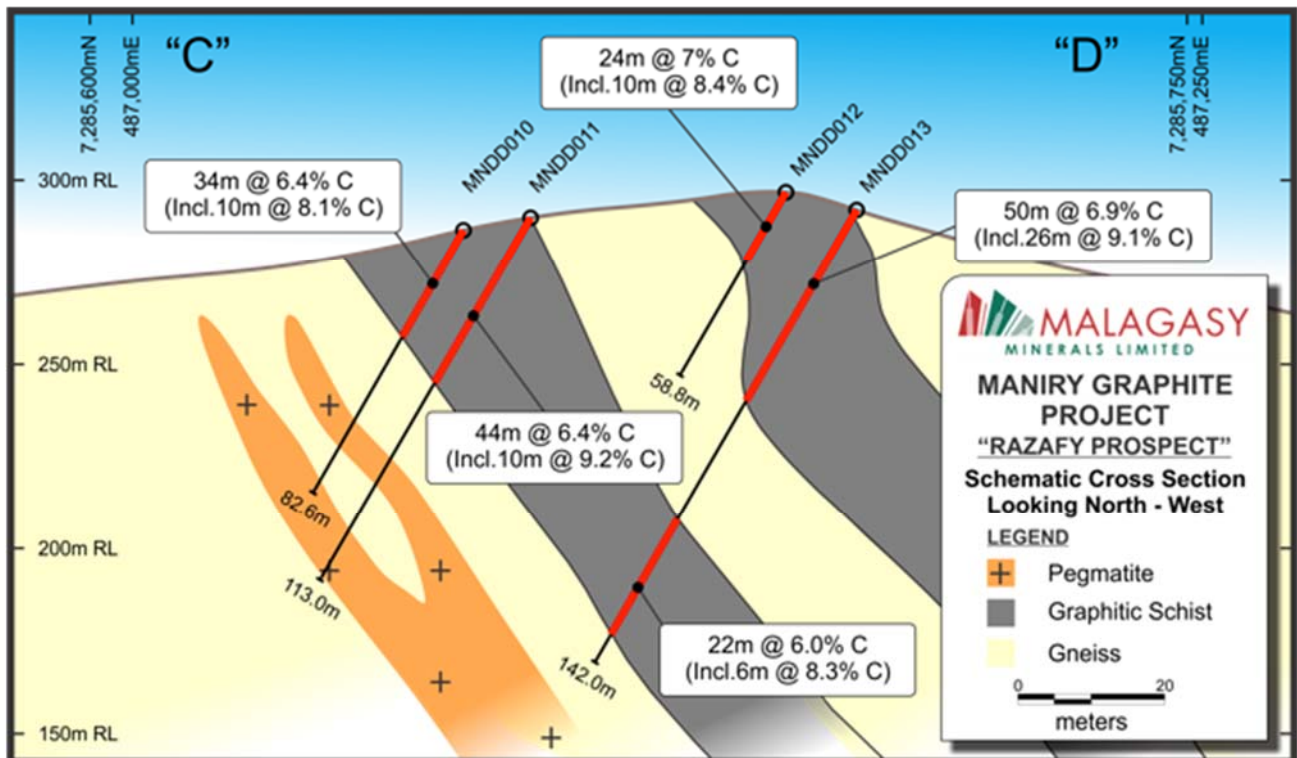 "C"
"D"
7,285,600mN
487,000mE
7,285,750mN
487,250mE
24m @ 7% C
(Incl.10m @ 8.4% C)
MNDD010
MNDD011
MNDD012
MNDD013
300m RL
34m @ 6.4% C
(Incl.10m @ 8.1% C)
50m @ 6.9% C
(Incl.26m @ 9.1% C)
250m RL
58.8m
44m @ 6.4% C
(Incl.10m @ 9.2% C)
82.6m
200m RL
113.0m
142.0m
22m @ 6.0% C
(Incl.6m @ 8.3% C)
150m RL
MALAGASY
MINERALS LIMITED
MANIRY GRAPHITE
PROJECT
"RAZAFY PROSPECT"
Schematic Cross Section
Looking North - West
LEGEND
Pegmatite
Graphitic Schist
Gneiss
0 20
meters